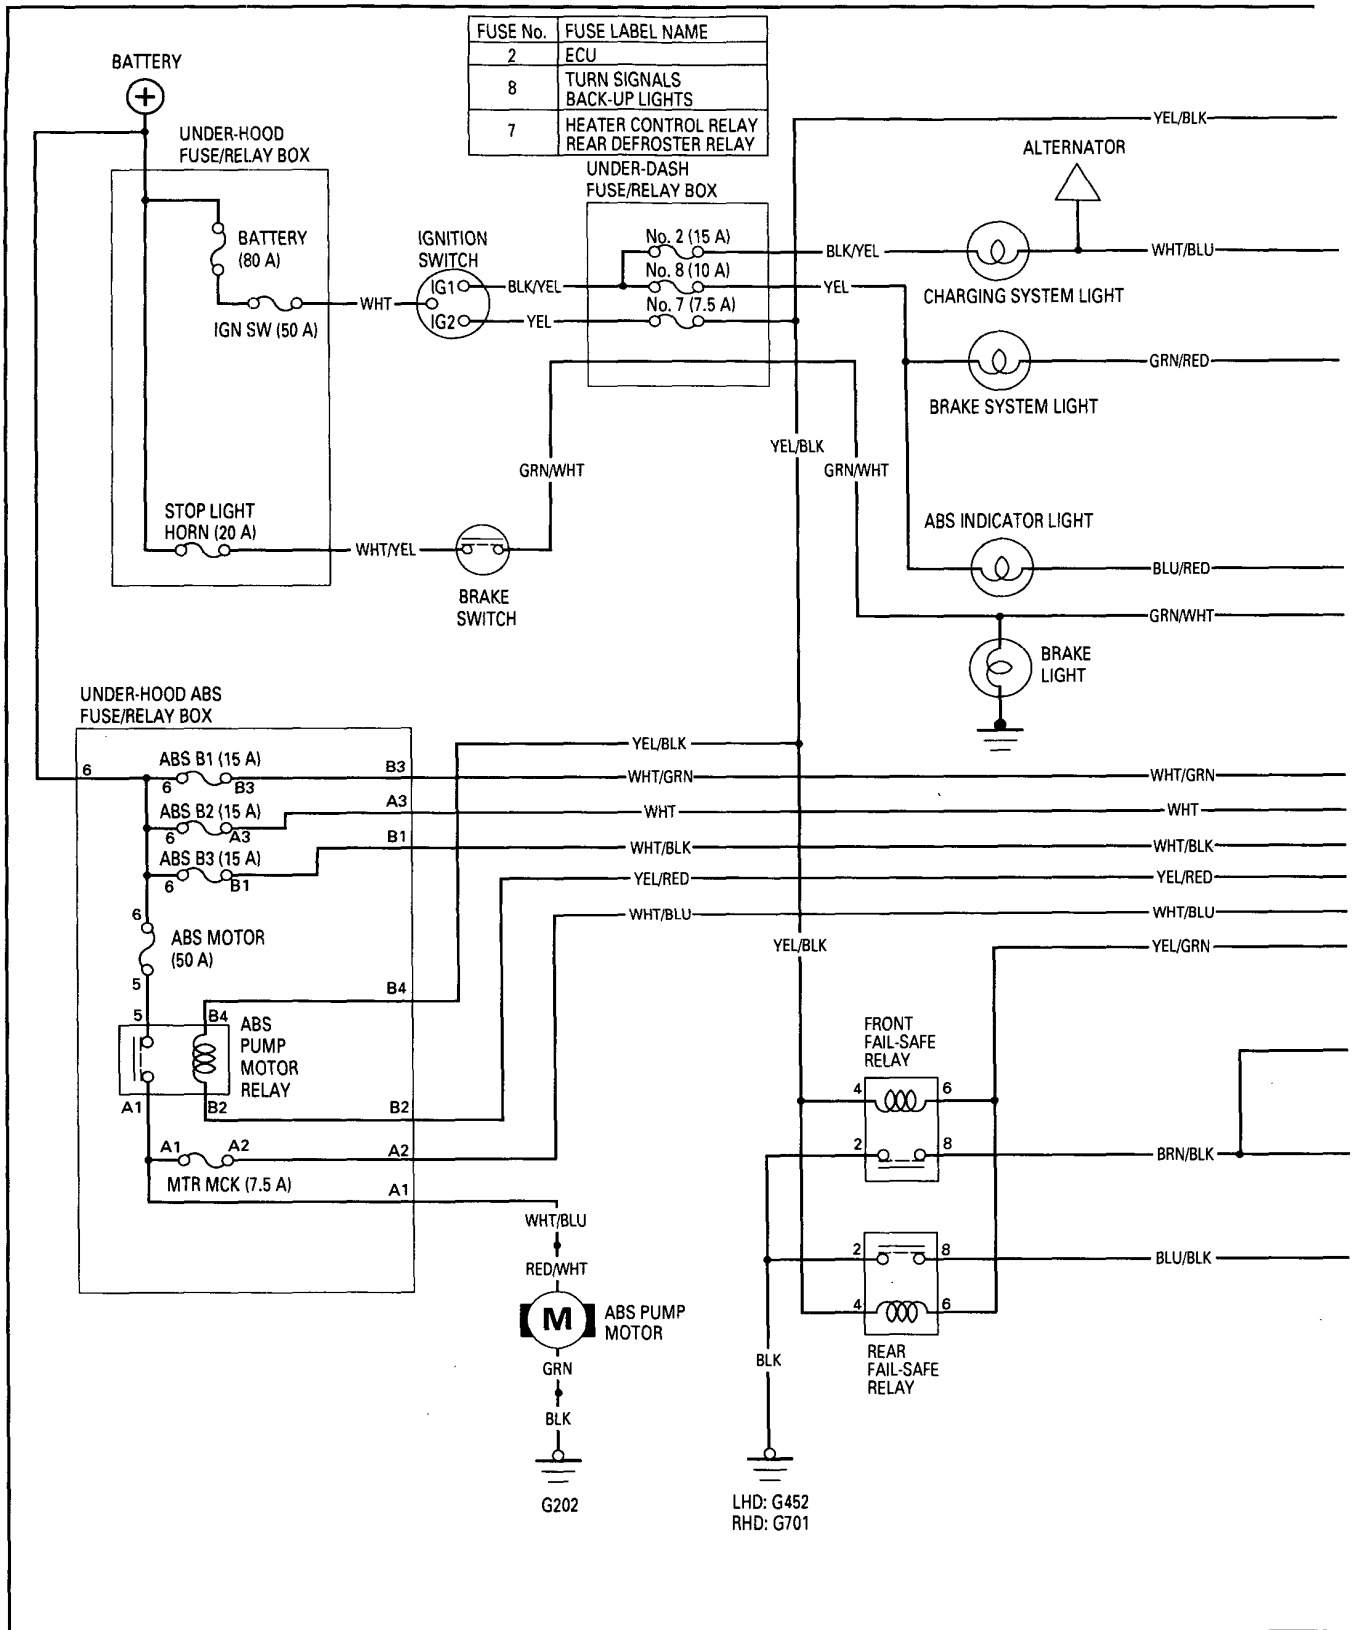 FUSE No. FUSE LABEL NAME
2 ECU
8 TURN SIGNALS
BACK-UP LIGHTS
7 HEATER CONTROL RELAY
REAR DEFROSTER RELAY
BATTERY
+
UNDER-HOOD
FUSE/RELAY BOX
BATTERY
(80 A)
IGN SW (50 A)
WHT
IGNITION
SWITCH
IG1
IG2
BLK/YEL
YEL
UNDER-DASH
FUSE/RELAY BOX
No. 2 (15 A)
No. 8 (10 A)
No. 7 (7.5 A)
YEL/BLK
ALTERNATOR
BLK/YEL
WHT/BLU
CHARGING SYSTEM LIGHT
YEL
GRN/RED
BRAKE SYSTEM LIGHT
YEL/BLK
GRN/WHT
GRN/WHT
STOP LIGHT
HORN (20 A)
WHT/YEL
BRAKE
SWITCH
ABS INDICATOR LIGHT
BLU/RED
GRN/WHT
BRAKE
LIGHT
UNDER-HOOD ABS
FUSE/RELAY BOX
6
ABS B1 (15 A)
6 B3
B3
ABS B2 (15 A)
6 A3
A3
ABS B3 (15 A)
6 B1
B1
YEL/BLK
WHT/GRN WHT/GRN
WHT WHT
WHT/BLK WHT/BLK
YEL/RED YEL/RED
WHT/BLU WHT/BLU
YEL/BLK
YEL/GRN
6
ABS MOTOR
(50 A)
5
B4
5 B4
ABS
PUMP
MOTOR
RELAY
A1 B2
B2
A1 A2
A2
MTR MCK (7.5 A)
A1
WHT/BLU
RED/WHT
M
ABS PUMP
MOTOR
GRN
BLK
G202
FRONT
FAIL-SAFE
RELAY
4 6
2 8
BRN/BLK
2 8
BLU/BLK
4 6
REAR
FAIL-SAFE
RELAY
BLK
LHD: G452
RHD: G701